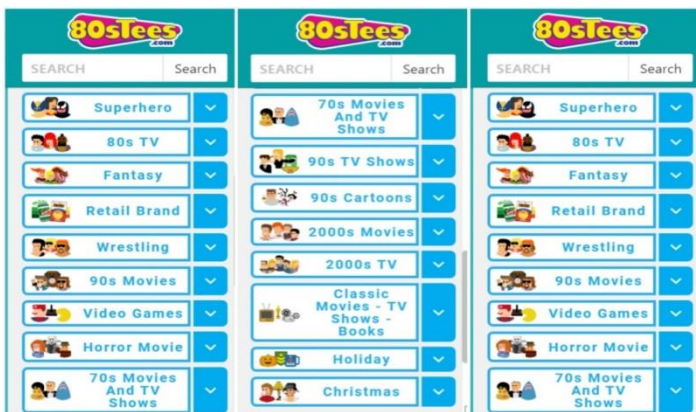 80sTees
.com
SEARCH Search
Superhero
80s TV
Fantasy
Retail Brand
Wrestling
90s Movies
Video Games
Horror Movie
70s Movies
And TV
Shows
80sTees
.com
SEARCH Search
70s Movies
And TV
Shows
90s TV Shows
90s Cartoons
2000s Movies
2000s TV
Classic
Movies - TV
Shows -
Books
Holiday
Christmas
80sTees
.com
SEARCH Search
Superhero
80s TV
Fantasy
Retail Brand
Wrestling
90s Movies
Video Games
Horror Movie
70s Movies
And TV
Shows